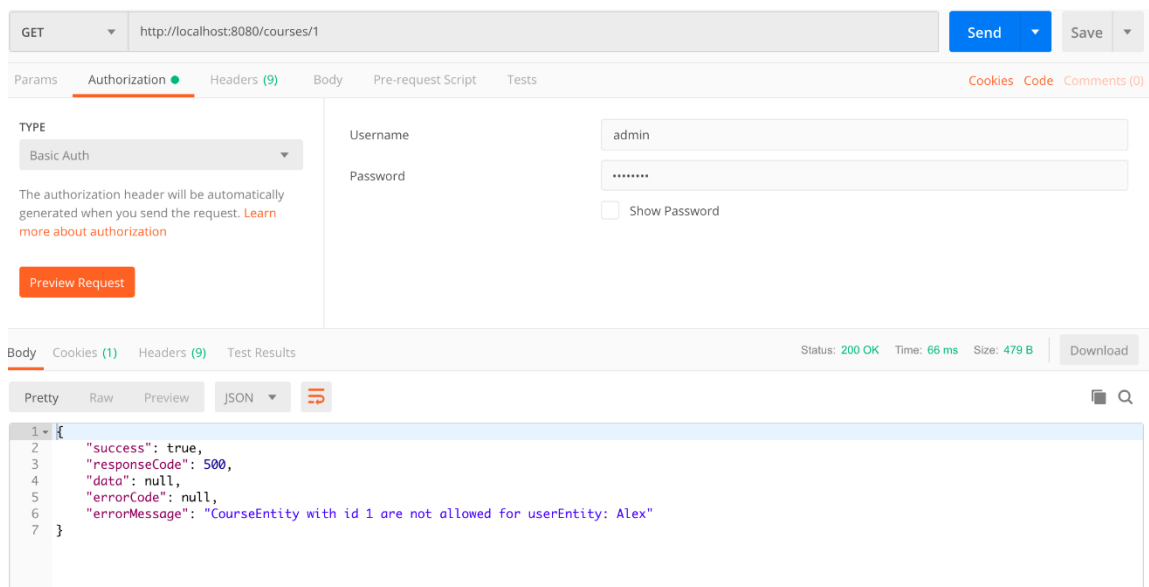 GET http://localhost:8080/courses/1 Send Save
Params Authorization Headers (9) Body Pre-request Script Tests Cookies Code Comments (0)
TYPE
Basic Auth
The authorization header will be automatically
generated when you send the request. Learn
more about authorization
Preview Request
Username admin
Password ••••••••
Show Password
Body Cookies (1) Headers (9) Test Results Status: 200 OK Time: 66 ms Size: 479 B Download
Pretty Raw Preview JSON
1 {
2 "success": true,
3 "responseCode": 500,
4 "data": null,
5 "errorCode": null,
6 "errorMessage": "CourseEntity with id 1 are not allowed for userEntity: Alex"
7 }